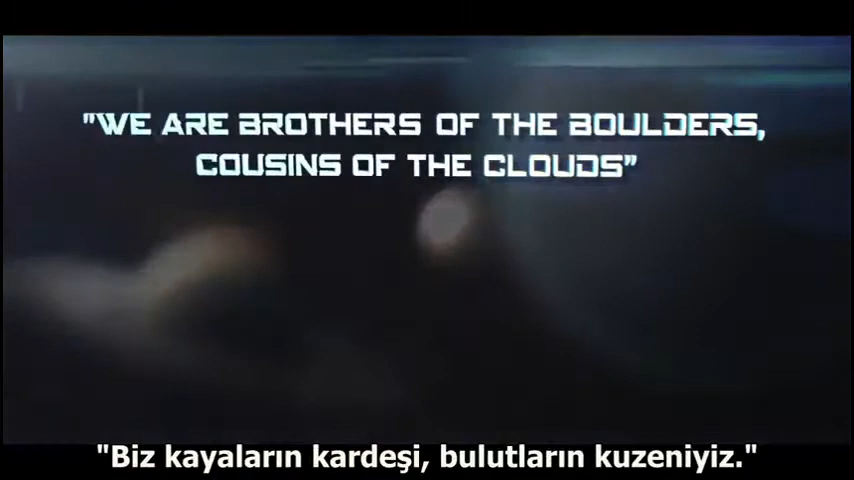 "WE ARE BROTHERS OF THE BOULDERS,
COUSINS OF THE CLOUDS"
"Biz kayaların kardeşi, bulutların kuzeniyiz."